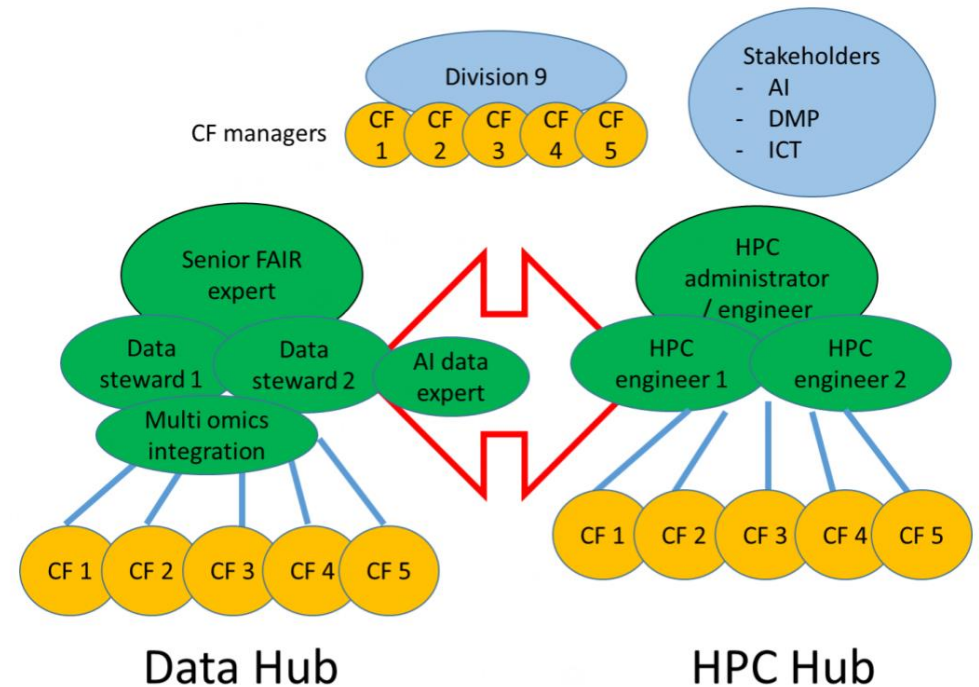 Division 9
CF managers
CF
1
CF
2
CF
3
CF
4
CF
5
Stakeholders
- AI
- DMP
- ICT
Senior FAIR
expert
Data
steward 1
Data
steward 2
AI data
expert
Multi omics
integration
HPC
administrator
/ engineer
HPC
engineer 1
HPC
engineer 2
CF 1
CF 2
CF 3
CF 4
CF 5
CF 1
CF 2
CF 3
CF 4
CF 5
Data Hub
HPC Hub